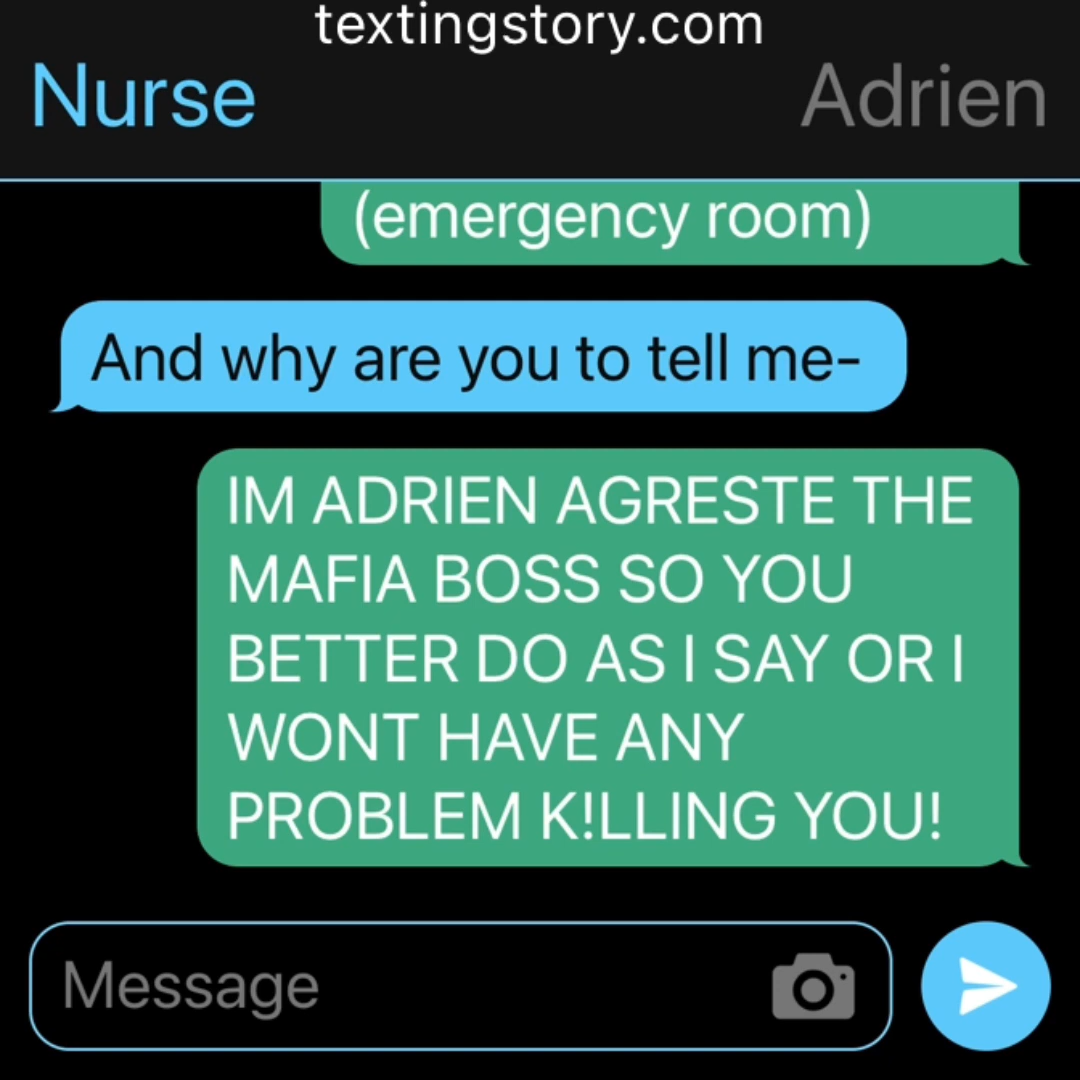 textingstory.com
Nurse
Adrien
(emergency room)
And why are you to tell me-
IM ADRIEN AGRESTE THE
MAFIA BOSS SO YOU
BETTER DO AS I SAY OR I
WONT HAVE ANY
PROBLEM K!LLING YOU!
Message